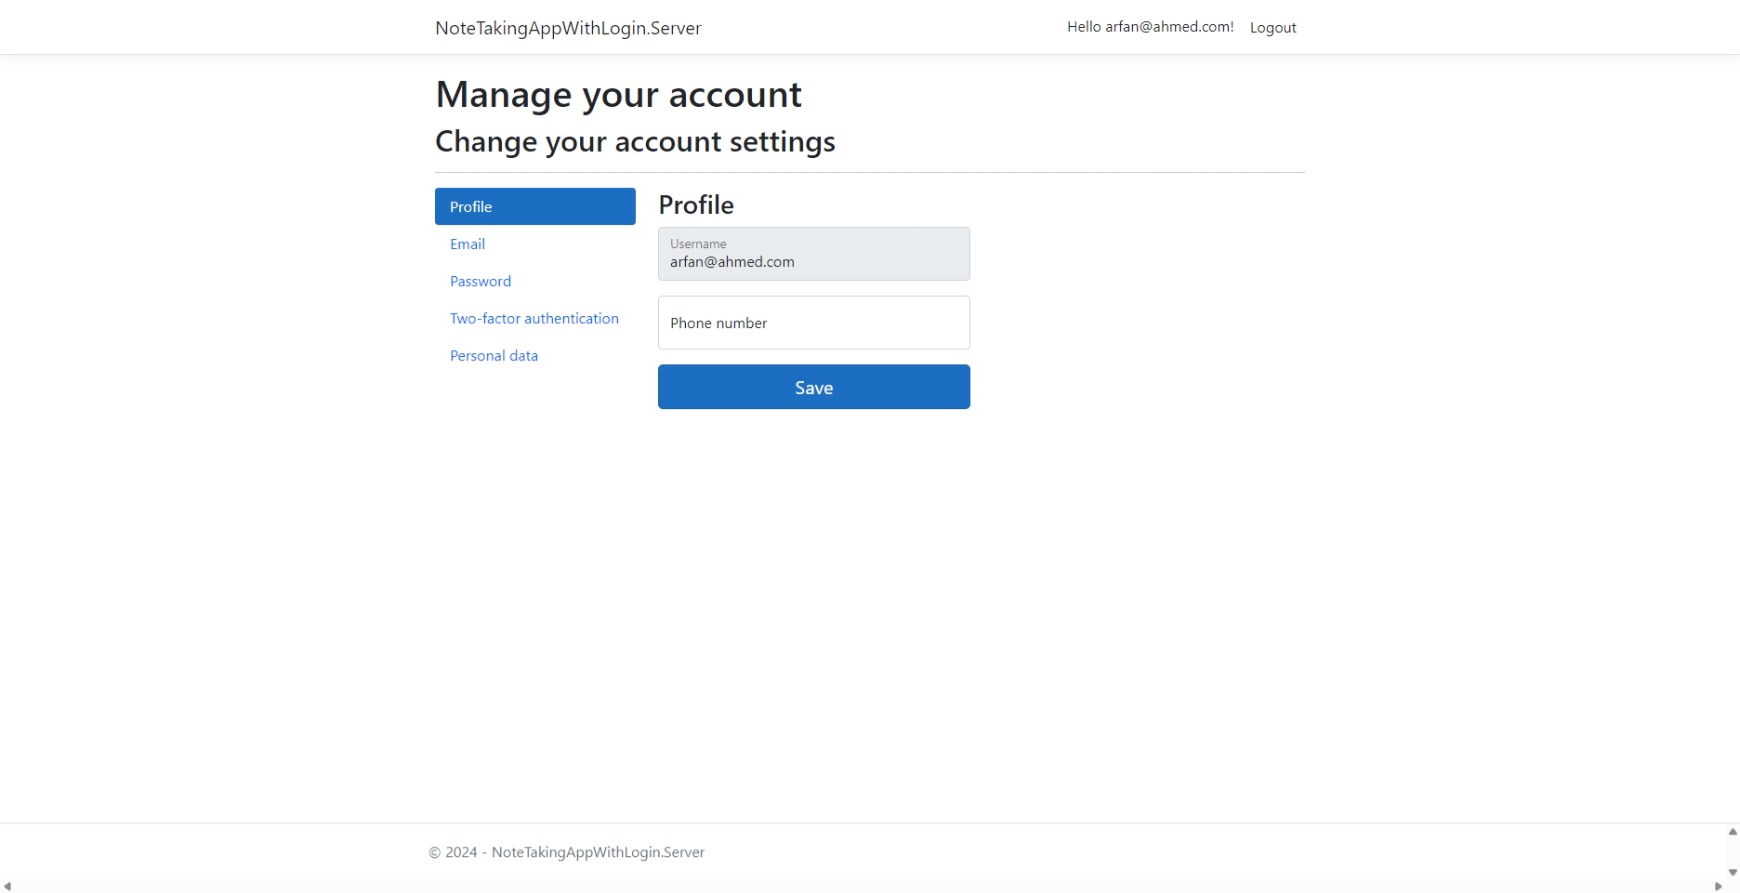 NoteTakingAppWithLogin.Server
Hello arfan@ahmed.com! Logout
Manage your account
Change your account settings
Profile
Email
Password
Two-factor authentication
Personal data
Profile
Username
arfan@ahmed.com
Phone number
Save
© 2024 - NoteTakingAppWithLogin.Server